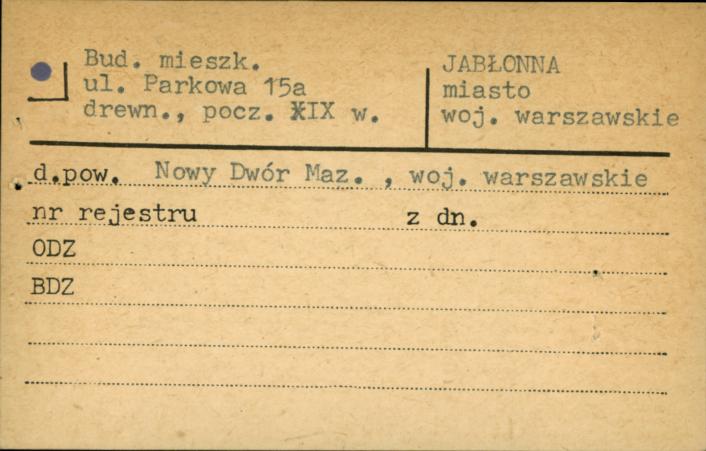 Bud. mieszk.
ul. Parkowa 15a
drewn., pocz. XIX w.
JABŁONNA
miasto
woj. warszawskie
d.pow. Nowy Dwór Maz. , woj. warszawskie
nr rejestru z dn.
ODZ
BDZ